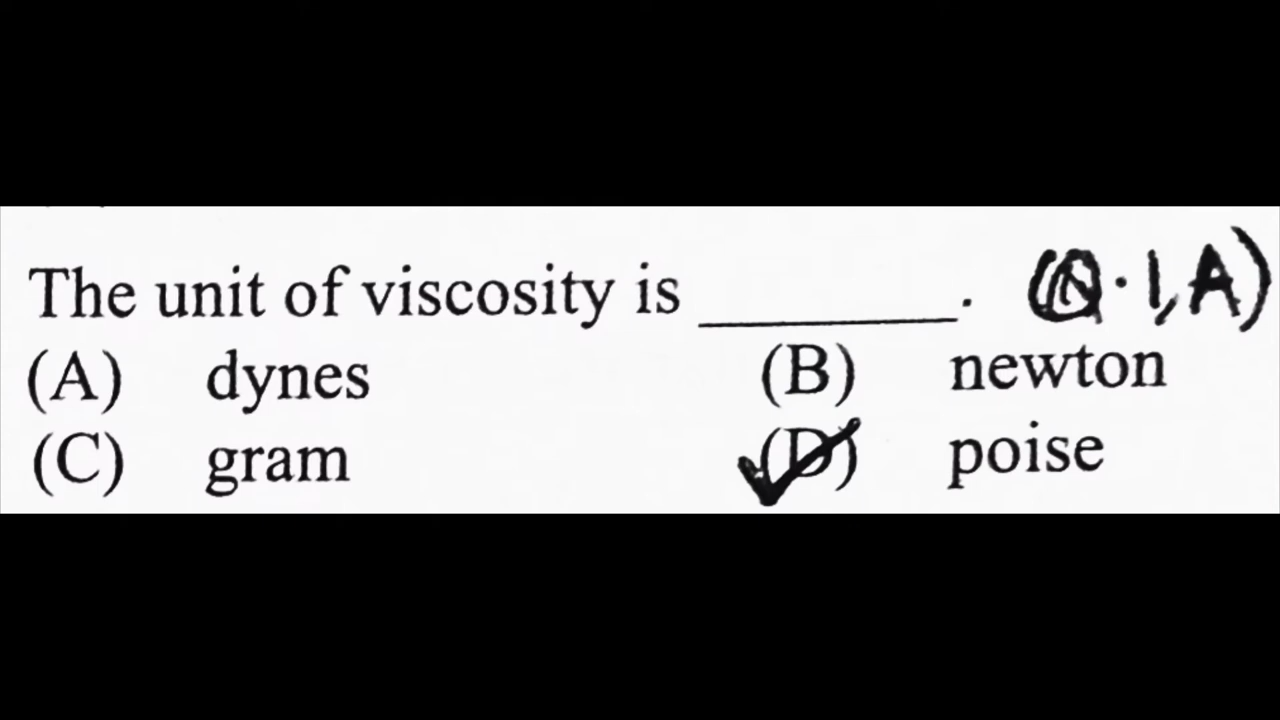 The unit of viscosity is ________. (Q.1,A)
(A) dynes (B) newton
(C) gram (D) poise